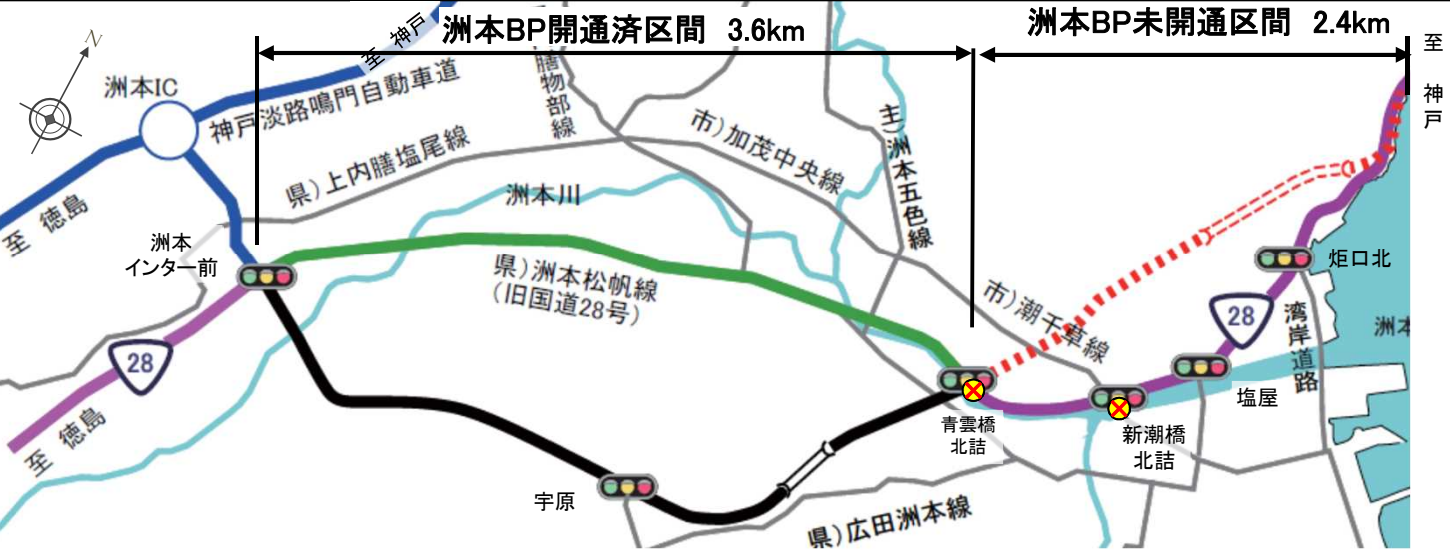 洲本BP開通済区間　3.6km
洲本BP未開通区間　2.4km
至 神戸
至 神戸
N
洲本IC
神戸淡路鳴門自動車道
膳物部線
県）上内膳塩尾線
市）加茂中央線
主）洲本五色線
至 徳島
洲本川
洲本
インター前
県）洲本松帆線
（旧国道28号）
市）潮千草線
炬口北
28
湾岸道路
洲本
28
塩屋
青雲橋
北詰
新潮橋
北詰
至 徳島
宇原
県）広田洲本線